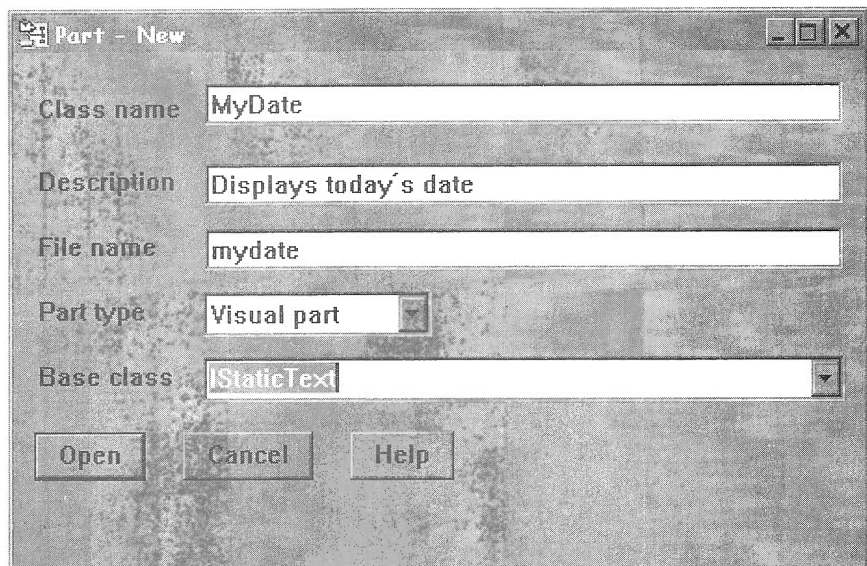 Part - New
Class name MyDate
Description Displays today´s date
File name mydate
Part type Visual part
Base class IStaticText
Open Cancel Help